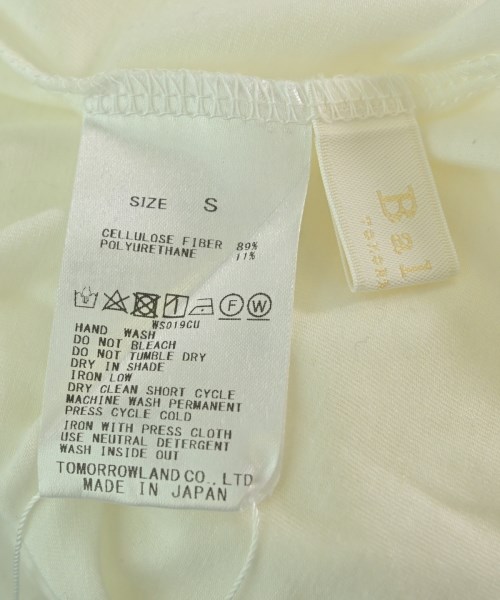 SIZE S
CELLULOSE FIBER 89%
POLYURETHANE 11%
F W
WS019CU
HAND WASH
DO NOT BLEACH
DO NOT TUMBLE DRY
DRY IN SHADE
IRON LOW
DRY CLEAN SHORT CYCLE
MACHINE WASH PERMANENT
PRESS CYCLE COLD
IRON WITH PRESS CLOTH
USE NEUTRAL DETERGENT
WASH INSIDE OUT
TOMORROWLAND CO., LTD
MADE IN JAPAN